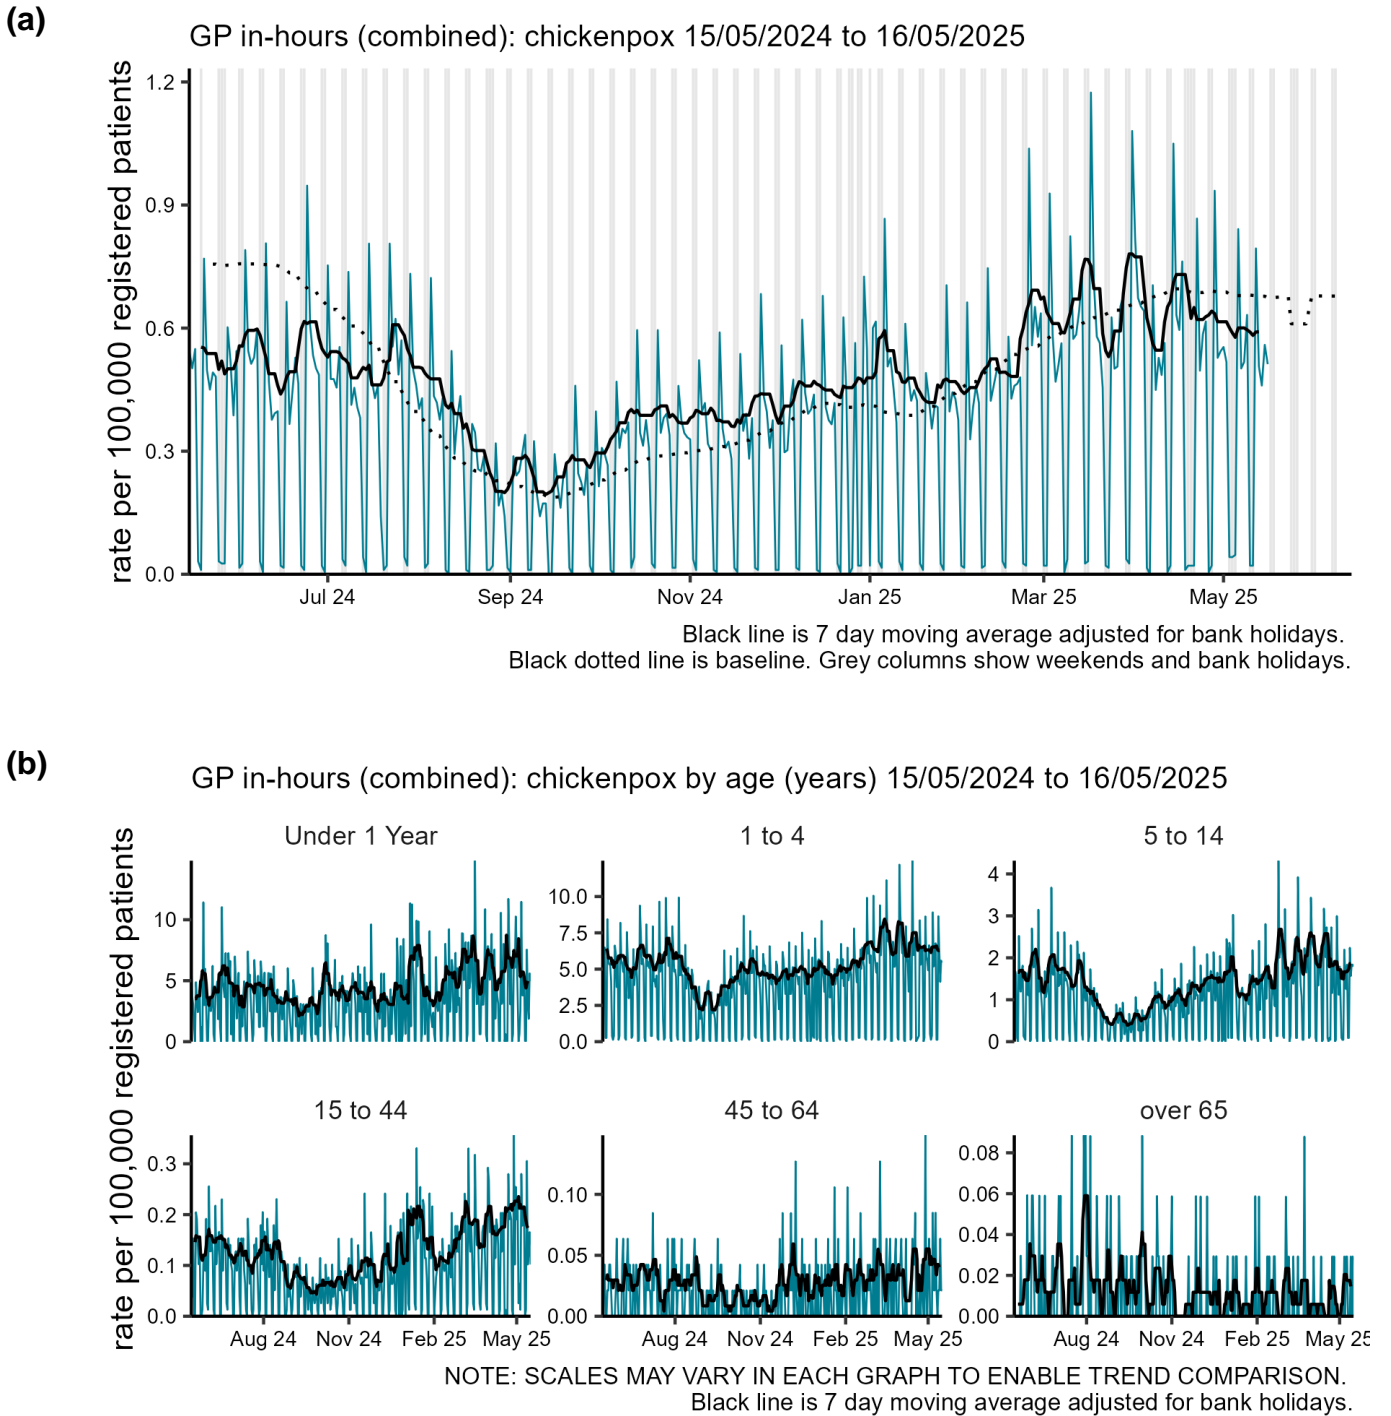 (a)
GP in-hours (combined): chickenpox 15/05/2024 to 16/05/2025
rate per 100,000 registered patients
1.2
0.9
0.6
0.3
0.0
Jul 24 Sep 24 Nov 24 Jan 25 Mar 25 May 25
Black line is 7 day moving average adjusted for bank holidays.
Black dotted line is baseline. Grey columns show weekends and bank holidays.
(b)
GP in-hours (combined): chickenpox by age (years) 15/05/2024 to 16/05/2025
rate per 100,000 registered patients
Under 1 Year
10
5
0
1 to 4
10.0
7.5
5.0
2.5
0.0
5 to 14
4
3
2
1
0
15 to 44
0.3
0.2
0.1
0.0
Aug 24 Nov 24 Feb 25 May 25
45 to 64
0.10
0.05
0.00
Aug 24 Nov 24 Feb 25 May 25
over 65
0.08
0.06
0.04
0.02
0.00
Aug 24 Nov 24 Feb 25 May 25
NOTE: SCALES MAY VARY IN EACH GRAPH TO ENABLE TREND COMPARISON.
Black line is 7 day moving average adjusted for bank holidays.